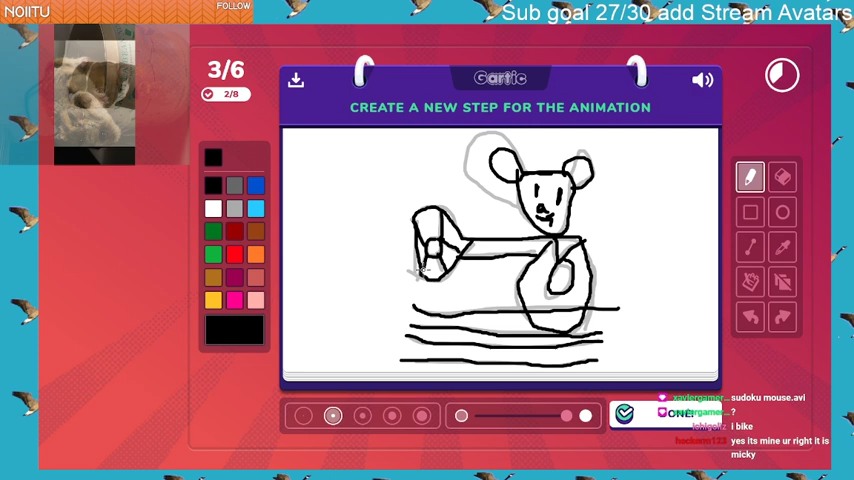 NOIITU
FOLLOW
Sub goal 27/30 add Stream Avatars
3/6
2/8
Gartic
CREATE A NEW STEP FOR THE ANIMATION
sudoku mouse.avi
?
i bike
yes its mine ur right it is
micky